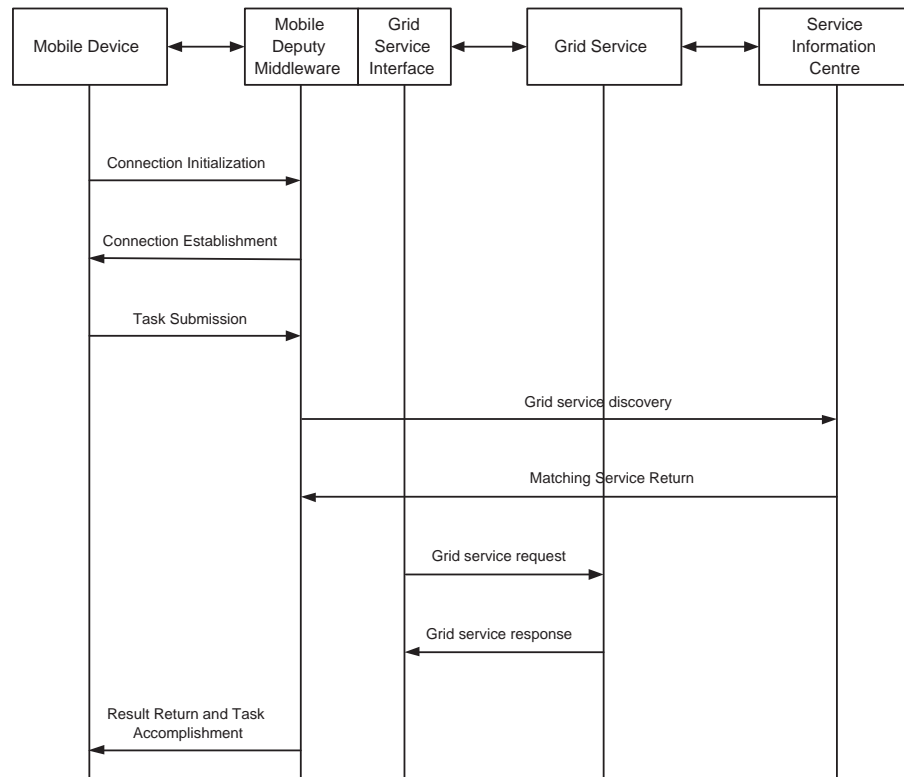 Mobile Device
Mobile
Deputy
Middleware
Grid
Service
Interface
Grid Service
Service
Information
Centre
Connection Initialization
Connection Establishment
Task Submission
Grid service discovery
Matching Service Return
Grid service request
Grid service response
Result Return and Task
Accomplishment